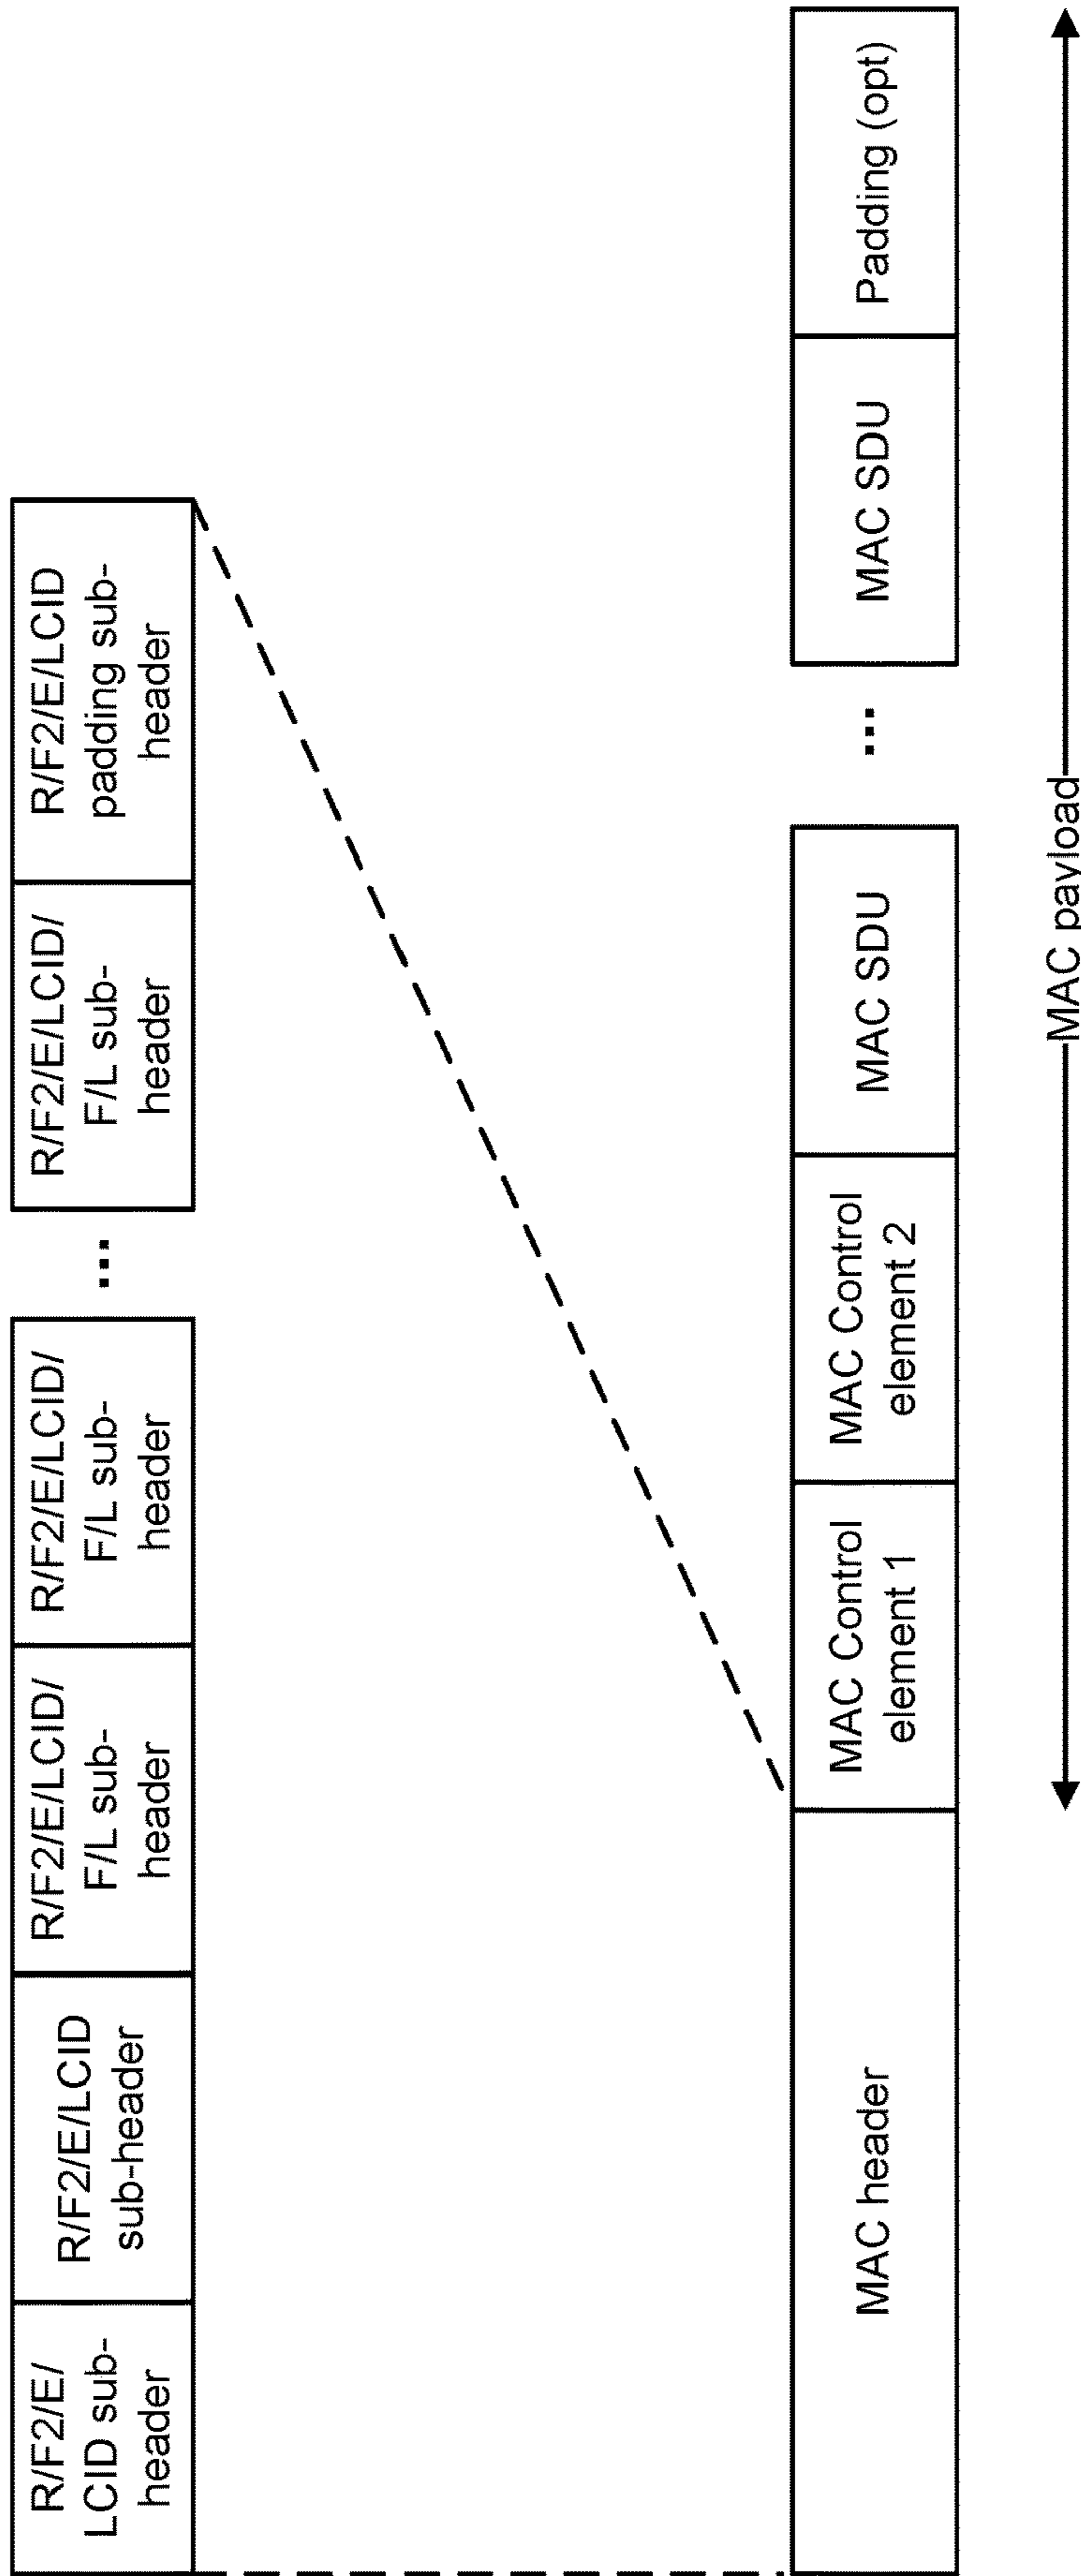 R/F2/E/
LCID sub-
header
R/F2/E/LCID
sub-header
R/F2/E/LCID/
F/L sub-
header
R/F2/E/LCID/
F/L sub-
header
...
R/F2/E/LCID/
F/L sub-
header
R/F2/E/LCID
padding sub-
header
MAC header
MAC Control
element 1
MAC Control
element 2
MAC SDU
...
MAC SDU
Padding (opt)
MAC payload